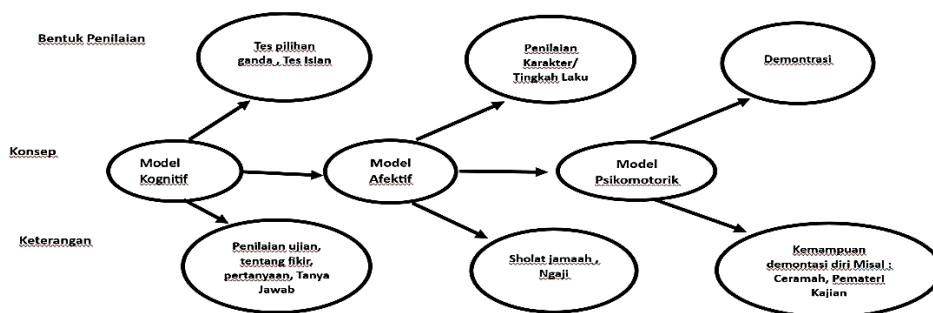 Bentuk Penilaian
Tes pilihan
ganda , Tes Isian
Penilaian
Karakter/
Tingkah Laku
Demontrasi
Konsep
Model
Kognitif
Model
Afektif
Model
Psikomotorik
Keterangan
Penilaian ujian,
tentang fikir,
pertanyaan, Tanya
Jawab
Sholat jamaah ,
Ngaji
Kemampuan
demontasi diri Misal :
Ceramah, Pemateri
Kajian